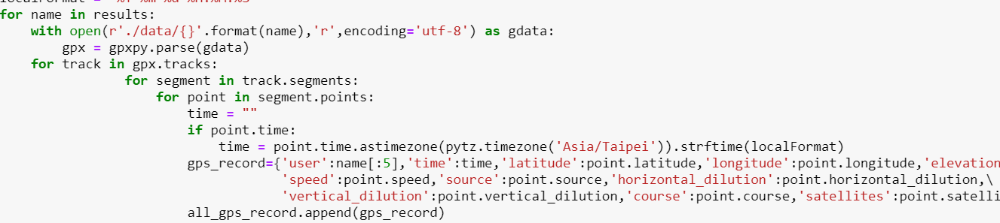 for name in results:
    with open(r'./data/{}'.format(name),'r',encoding='utf-8') as gdata:
        gpx = gpxpy.parse(gdata)
    for track in gpx.tracks:
                for segment in track.segments:
                    for point in segment.points:
                        time = ""
                        if point.time:
                            time = point.time.astimezone(pytz.timezone('Asia/Taipei')).strftime(localFormat)
                        gps_record={'user':name[:5],'time':time,'latitude':point.latitude,'longitude':point.longitude,'elevation
                                    'speed':point.speed,'source':point.source,'horizontal_dilution':point.horizontal_dilution,\
                                    'vertical_dilution':point.vertical_dilution,'course':point.course,'satellites':point.satelli
                        all_gps_record.append(gps_record)